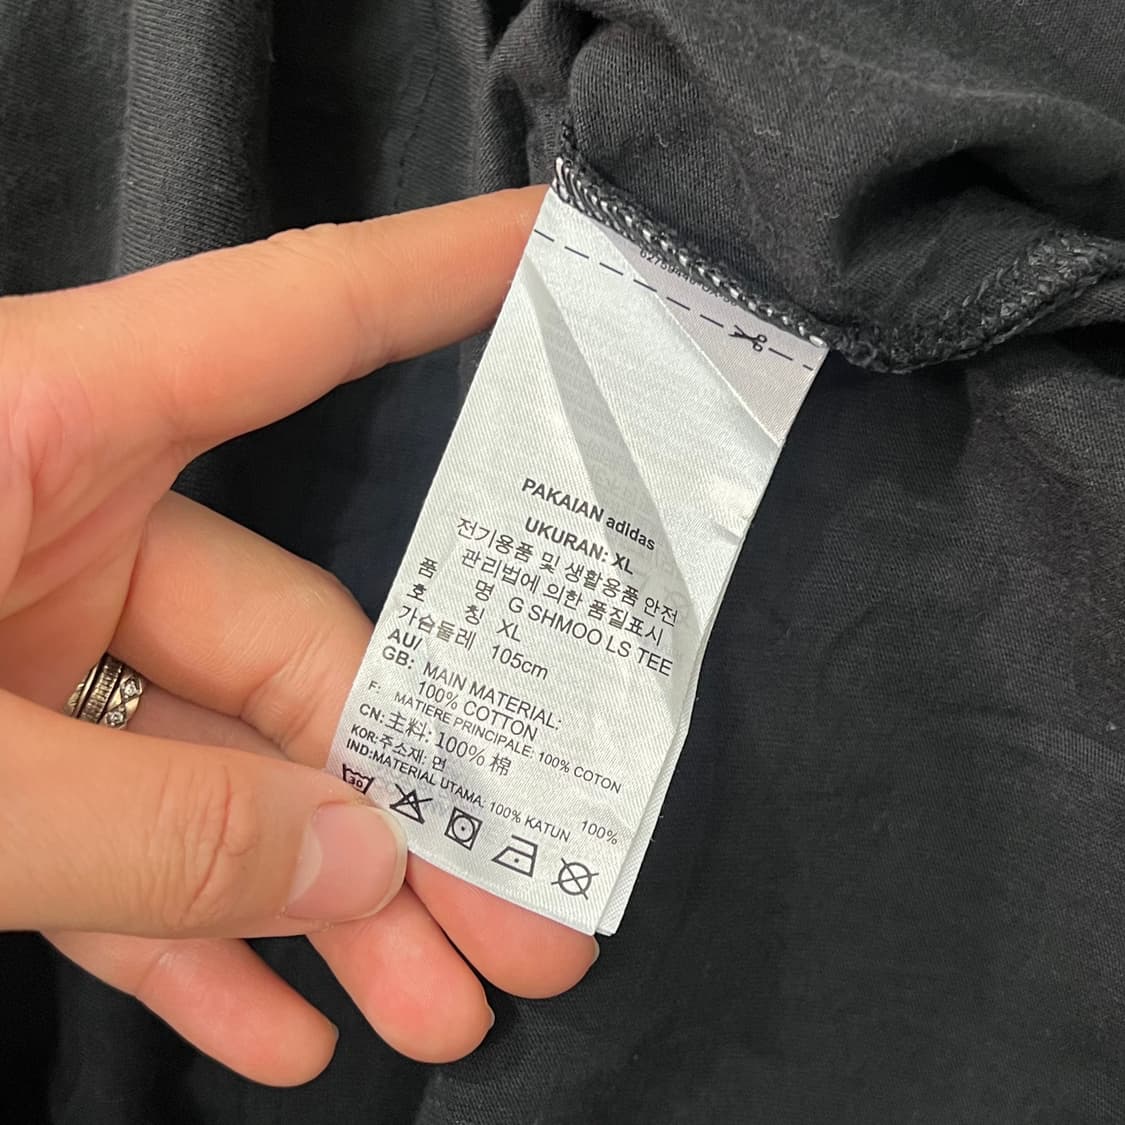 PAKAIAN adidas
UKURAN: XL
전기용품 및 생활용품 안전
관리법에 의한 품질표시
품 명 G SHMOO LS TEE
호 칭 XL
가슴둘레 105cm
AU/
GB: MAIN MATERIAL:
100% COTTON
F: MATIERE PRINCIPALE: 100% COTON
CN: 主料: 100% 棉
KOR: 주소재: 면 100%
IND:MATERIAL UTAMA: 100% KATUN
30